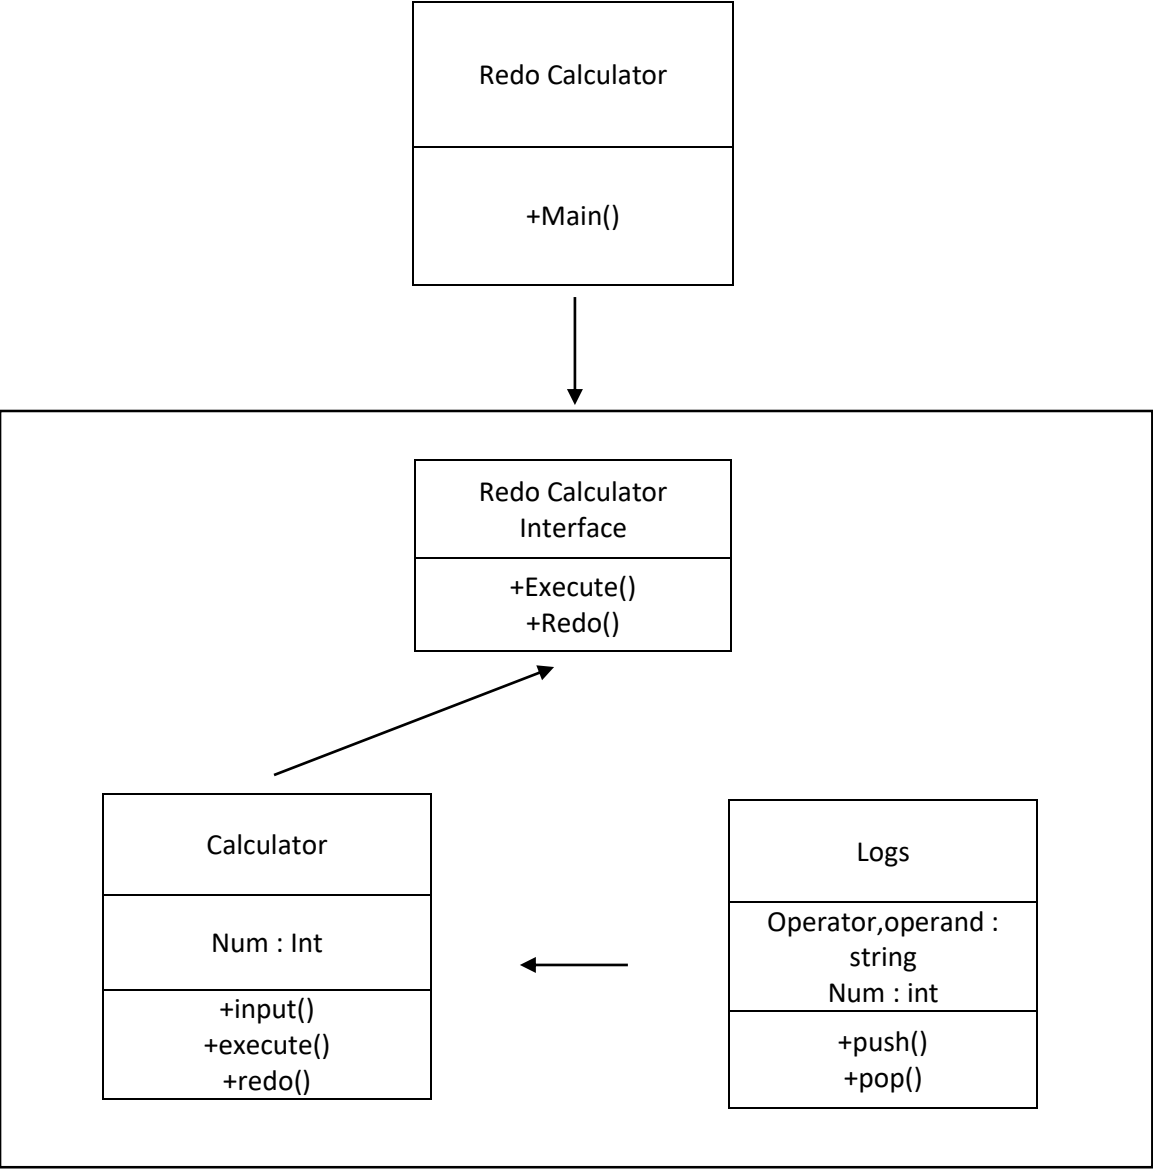 Redo Calculator
+Main()
Redo Calculator
Interface
+Execute()
+Redo()
Calculator
Num : Int
+input()
+execute()
+redo()
Logs
Operator,operand :
string
Num : int
+push()
+pop()